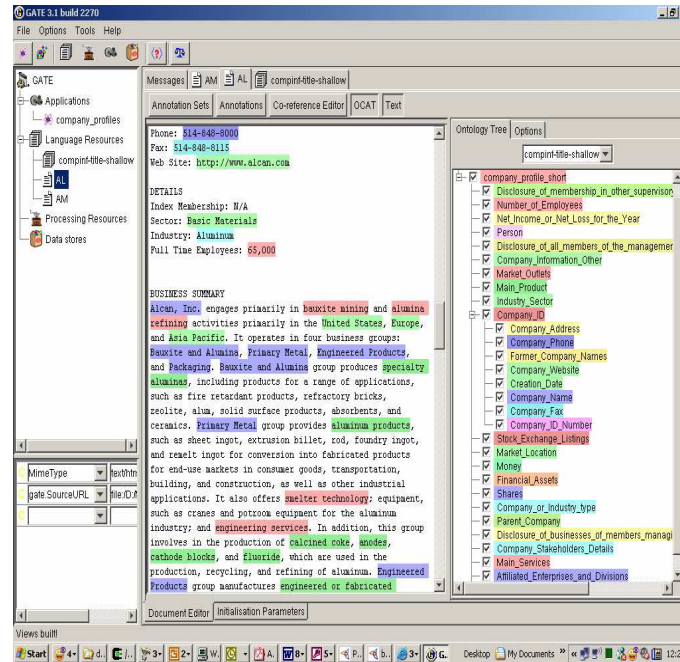 GATE 3.1 build 2270
File Options Tools Help
Messages AM AL compint-title-shallow
GATE
Applications
company_profiles
Language Resources
compint-title-shallow
AL
AM
Processing Resources
Data stores
MimeType
gate.SourceURL
Annotation Sets Annotations Co-reference Editor OCAT Text
Phone: 514-848-8000
Fax: 514-848-8115
Web Site: http://www.alcan.com
DETAILS
Index Membership: N/A
Sector: Basic Materials
Industry: Aluminum
Full Time Employees: 65,000
BUSINESS SUMMARY
Alcan, Inc. engages primarily in bauxite mining and alumina
refining activities primarily in the United States, Europe,
and Asia Pacific. It operates in four business groups:
Bauxite and Alumina, Primary Metal, Engineered Products,
and Packaging. Bauxite and Alumina group produces specialty
aluminas, including products for a range of applications,
such as fire retardant products, refractory bricks,
zeolite, alum, solid surface products, absorbents, and
ceramics. Primary Metal group provides aluminum products,
such as sheet ingot, extrusion billet, rod, foundry ingot,
and remelt ingot for conversion into fabricated products
for end-use markets in consumer goods, transportation,
building, and construction, as well as other industrial
applications. It also offers smelter technology; equipment,
such as cranes and potroom equipment for the aluminum
industry; and engineering services. In addition, this group
involves in the production of calcined coke, anodes,
cathode blocks, and fluoride, which are used in the
production, recycling, and refining of aluminum. Engineered
Products group manufactures engineered or fabricated
Ontology Tree Options
compint-title-shallow
company_profile_short
Disclosure_of_membership_in_other_supervisory
Number_of_Employees
Net_Income_or_Net_Loss_for_the_Year
Person
Disclosure_of_all_members_of_the_managemer
Company_Information_Other
Market_Outlets
Main_Product
Industry_Sector
Company_ID
Company_Address
Company_Phone
Former_Company_Names
Company_Website
Creation_Date
Company_Name
Company_Fax
Company_ID_Number
Stock_Exchange_Listings
Market_Location
Money
Financial_Assets
Shares
Company_or_Industry_type
Parent_Company
Disclosure_of_businesses_of_members_managi
Company_Stakeholders_Details
Main_Services
Affiliated_Enterprises_and_Divisions
Document Editor Initialisation Parameters
Views built!
Start Desktop My Documents